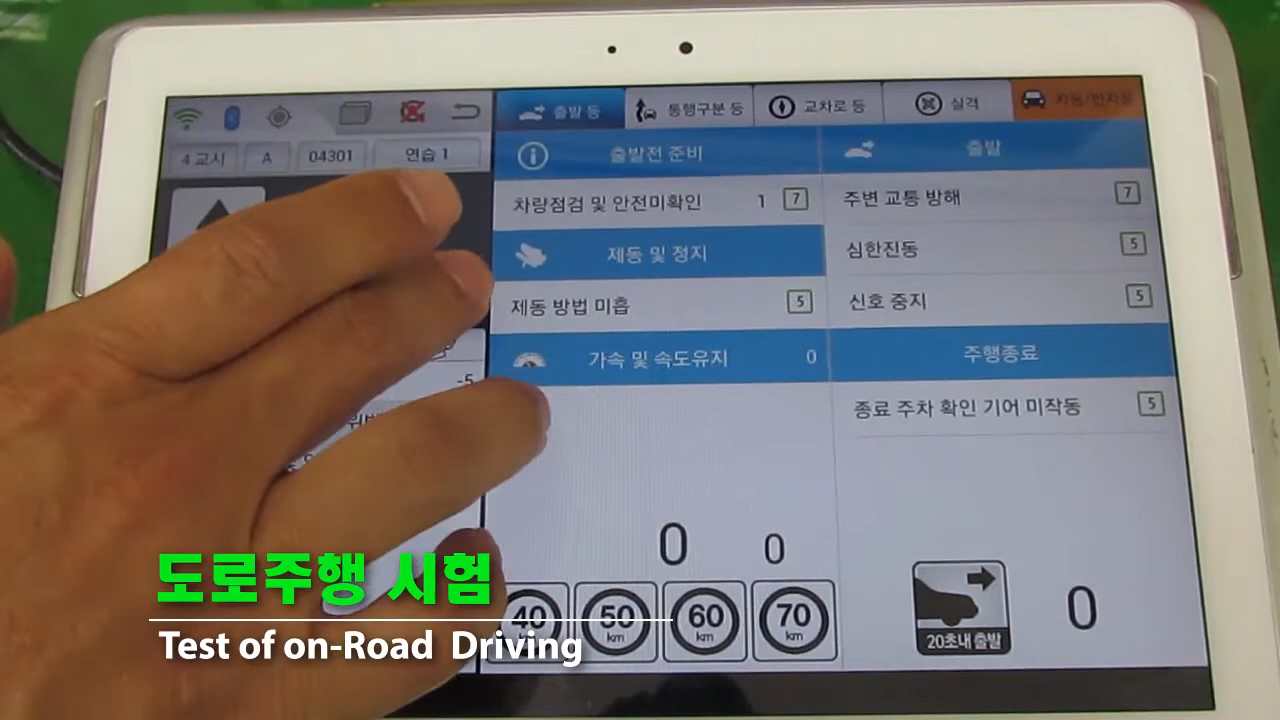 출발 등 통행구분 등 교차로 등 실격
4 교시 A 04301 연습 1
출발전 준비
출발
차량점검 및 안전미확인 1 7
주변 교통 방해 7
제동 및 정지
심한진동 5
제동 방법 미흡 5
신호 중지 5
가속 및 속도유지 0
주행종료
-5
종료 주차 확인 기어 미작동 5
0 0
40 50 km 60 km 70 km
20초내 출발 0
도로주행 시험
Test of on-Road Driving